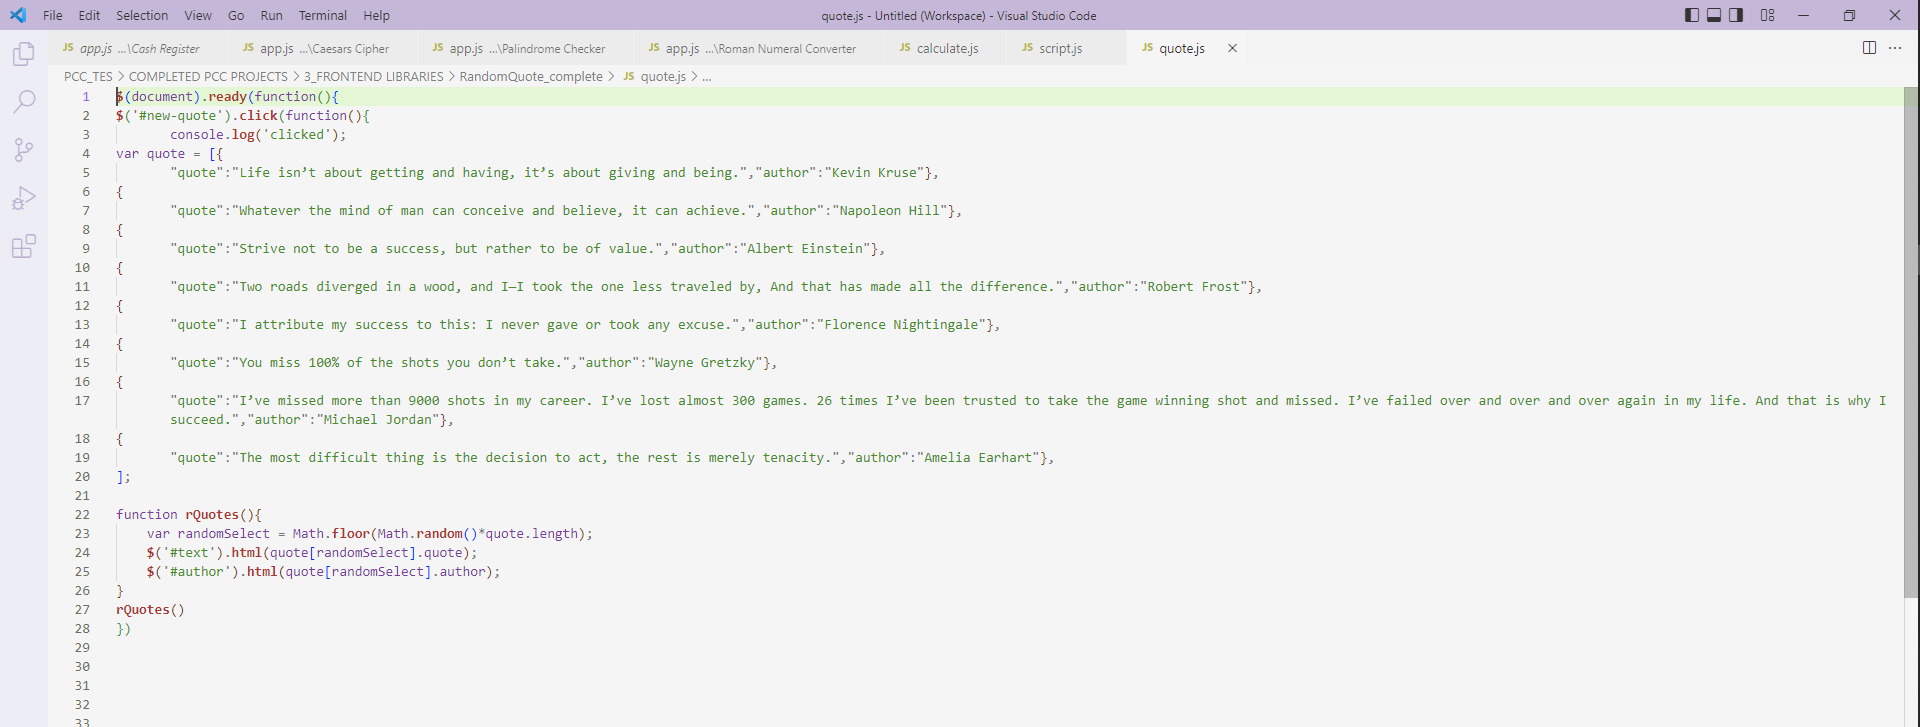 File Edit Selection View Go Run Terminal Help quote.js - Untitled (Workspace) - Visual Studio Code
JS app.js ...\Cash Register JS app.js ...\Caesars Cipher JS app.js ...\Palindrome Checker JS app.js ...\Roman Numeral Converter JS calculate.js JS script.js JS quote.js
PCC_TES > COMPLETED PCC PROJECTS > 3_FRONTEND LIBRARIES > RandomQuote_complete > JS quote.js > ...
1 $(document).ready(function(){
2 $('#new-quote').click(function(){
3 console.log('clicked');
4 var quote = [{
5 "quote":"Life isn’t about getting and having, it’s about giving and being.","author":"Kevin Kruse"},
6 {
7 "quote":"Whatever the mind of man can conceive and believe, it can achieve.","author":"Napoleon Hill"},
8 {
9 "quote":"Strive not to be a success, but rather to be of value.","author":"Albert Einstein"},
10 {
11 "quote":"Two roads diverged in a wood, and I—I took the one less traveled by, And that has made all the difference.","author":"Robert Frost"},
12 {
13 "quote":"I attribute my success to this: I never gave or took any excuse.","author":"Florence Nightingale"},
14 {
15 "quote":"You miss 100% of the shots you don’t take.","author":"Wayne Gretzky"},
16 {
17 "quote":"I’ve missed more than 9000 shots in my career. I’ve lost almost 300 games. 26 times I’ve been trusted to take the game winning shot and missed. I’ve failed over and over and over again in my life. And that is why I
succeed.","author":"Michael Jordan"},
18 {
19 "quote":"The most difficult thing is the decision to act, the rest is merely tenacity.","author":"Amelia Earhart"},
20 ];
21
22 function rQuotes(){
23 var randomSelect = Math.floor(Math.random()*quote.length);
24 $('#text').html(quote[randomSelect].quote);
25 $('#author').html(quote[randomSelect].author);
26 }
27 rQuotes()
28 })
29
30
31
32
33